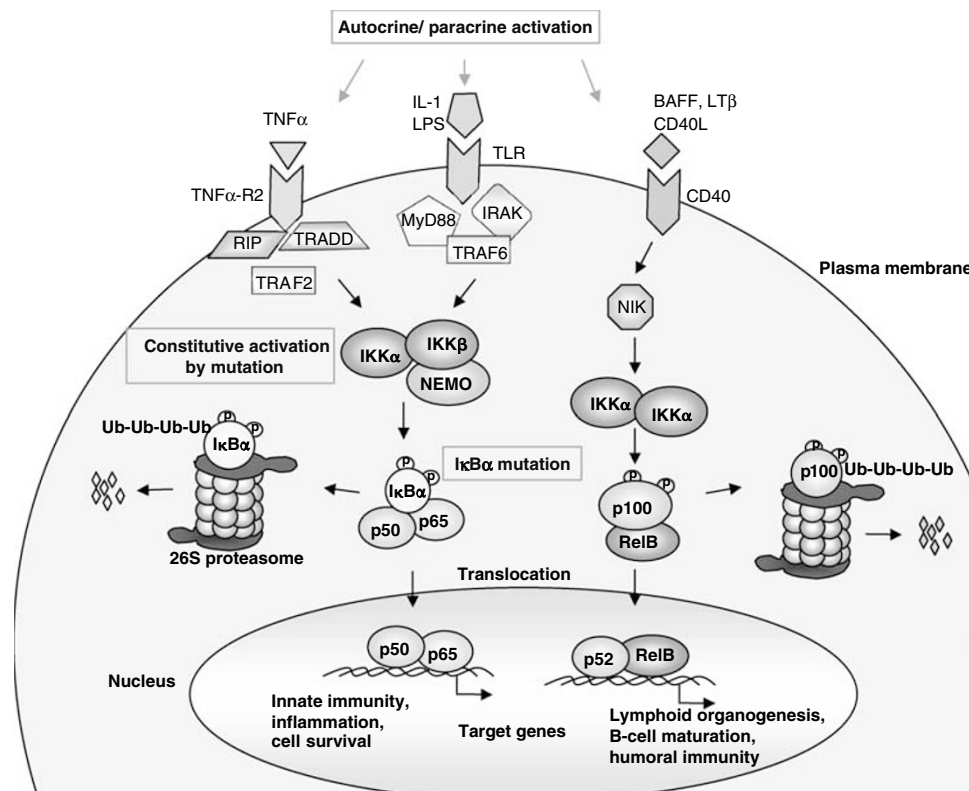 Autocrine/ paracrine activation
TNFα
IL-1
LPS
BAFF, LTβ
CD40L
TLR
TNFα-R2
CD40
RIP
TRADD
MyD88
IRAK
TRAF6
TRAF2
Plasma membrane
NIK
Constitutive activation
by mutation
IKKα
IKKβ
NEMO
IKKα
IKKα
Ub-Ub-Ub-Ub
p
p
IκBα
IκBα mutation
p
p
IκBα
p50
p65
p
p
p100
RelB
p
p
p100
Ub-Ub-Ub-Ub
26S proteasome
Translocation
Nucleus
p50
p65
p52
RelB
Innate immunity,
inflammation,
cell survival
Target genes
Lymphoid organogenesis,
B-cell maturation,
humoral immunity